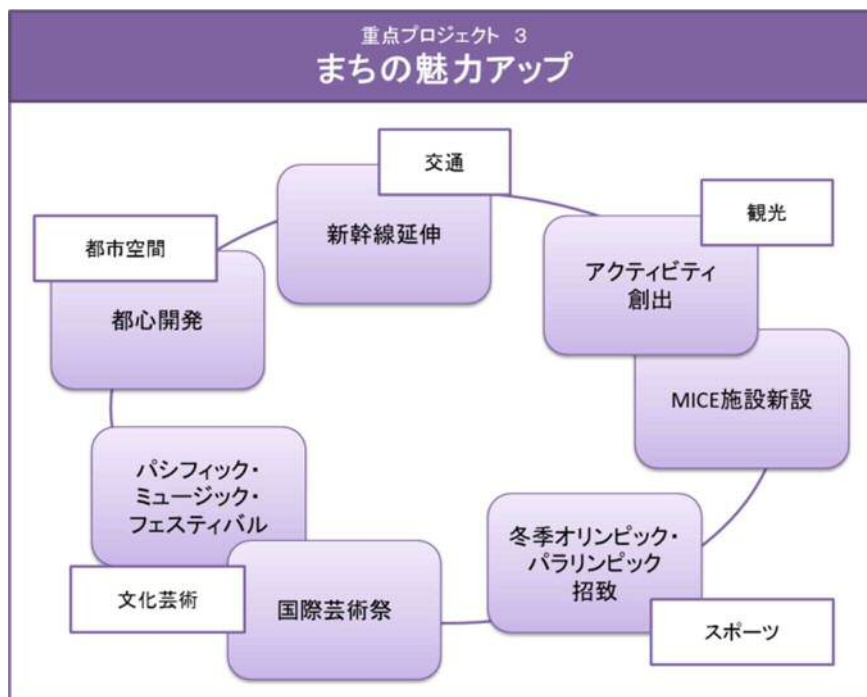 重点プロジェクト 3
まちの魅力アップ
交通
新幹線延伸
観光
アクティビティ
創出
MICE施設新設
都市空間
都心開発
パシフィック・
ミュージック・
フェスティバル
文化芸術
国際芸術祭
冬季オリンピック・
パラリンピック
招致
スポーツ